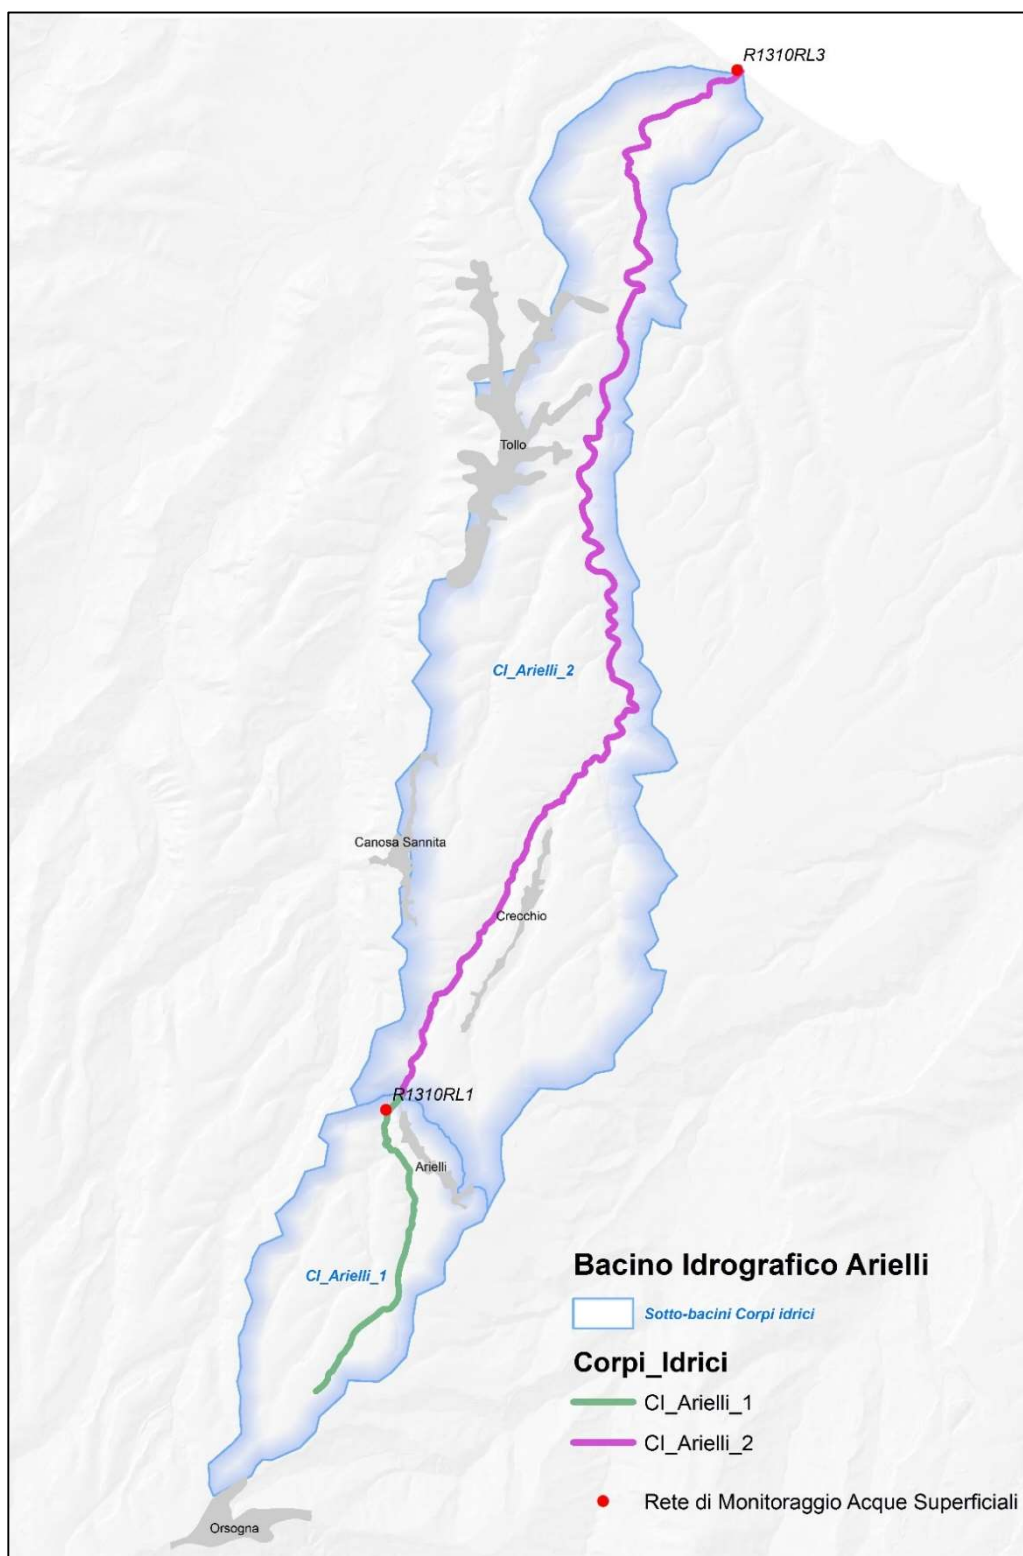 R1310RL3
Tollo
CI_Arielli_2
Canosa Sannita
Crecchio
R1310RL1
Arielli
CI_Arielli_1
Orsogna
Bacino Idrografico Arielli
Sotto-bacini Corpi idrici
Corpi_Idrici
CI_Arielli_1
CI_Arielli_2
Rete di Monitoraggio Acque Superficiali